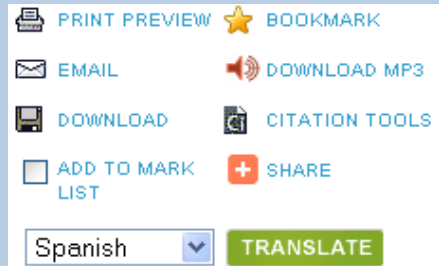 PRINT PREVIEW BOOKMARK
EMAIL DOWNLOAD MP3
DOWNLOAD CITATION TOOLS
ADD TO MARK LIST SHARE
Spanish TRANSLATE